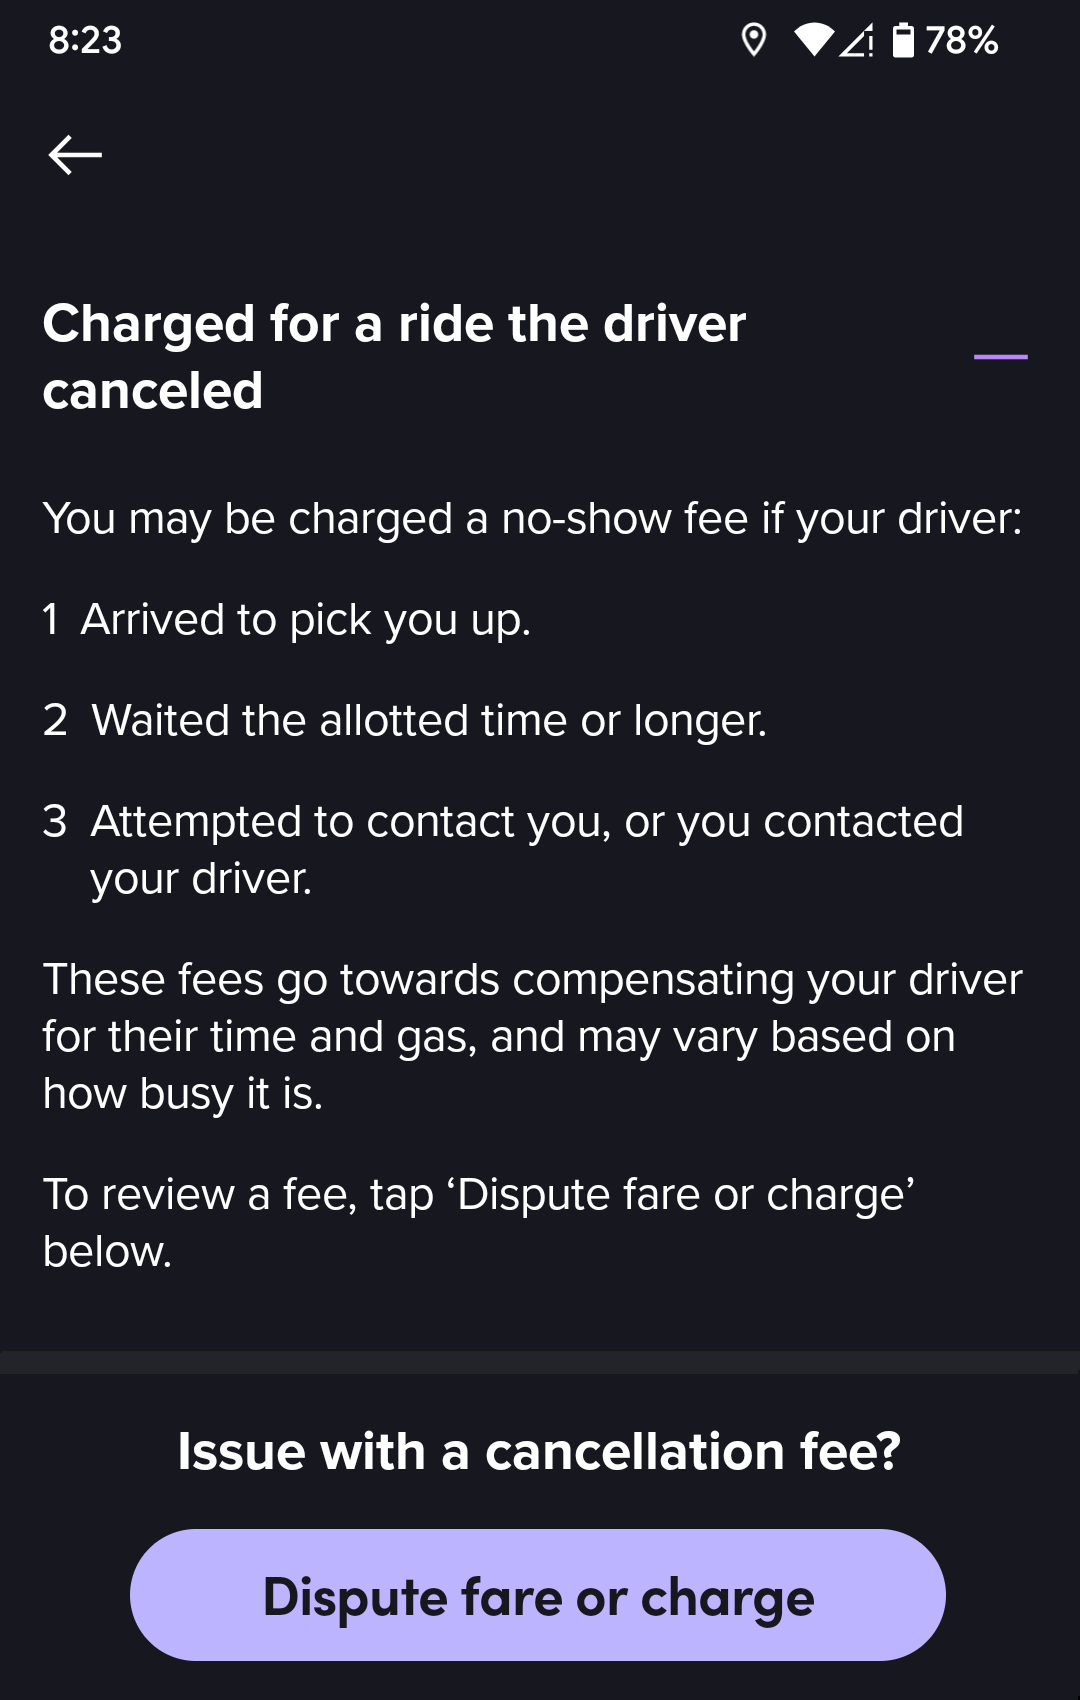 8:23
78%
Charged for a ride the driver
canceled
You may be charged a no-show fee if your driver:
1 Arrived to pick you up.
2 Waited the allotted time or longer.
3 Attempted to contact you, or you contacted
your driver.
These fees go towards compensating your driver
for their time and gas, and may vary based on
how busy it is.
To review a fee, tap ‘Dispute fare or charge’
below.
Issue with a cancellation fee?
Dispute fare or charge